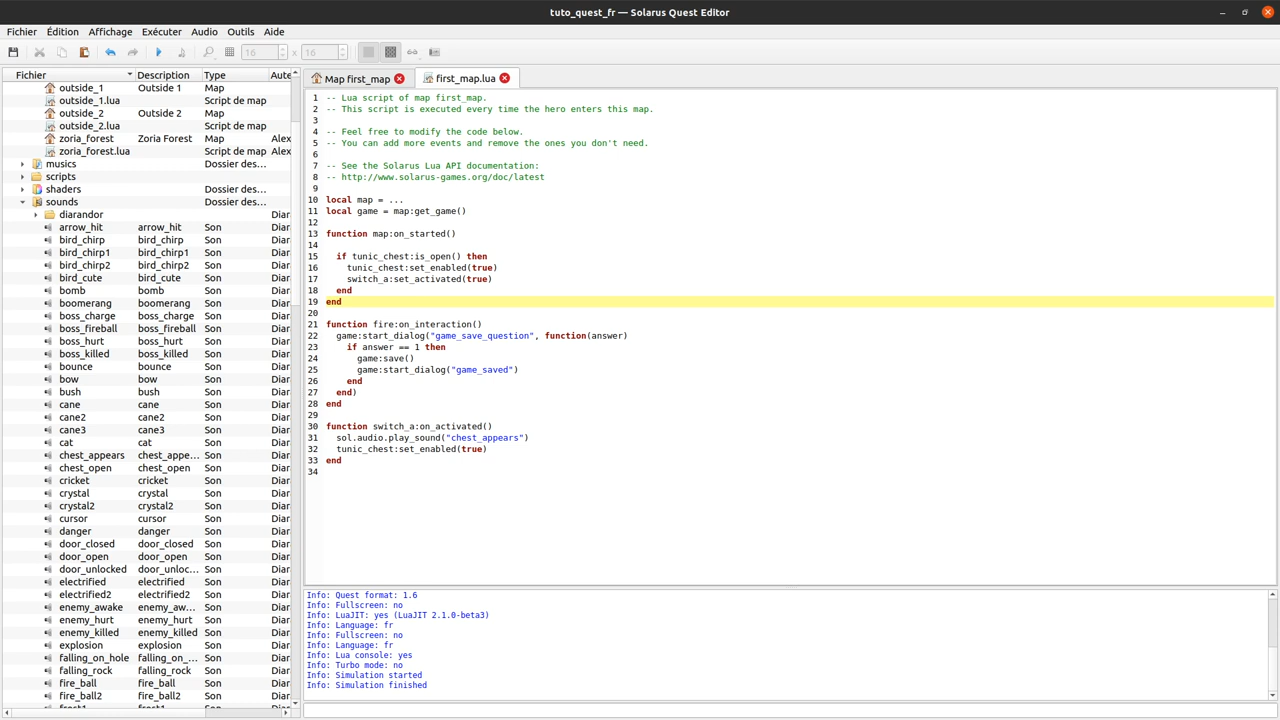 tuto_quest_fr — Solarus Quest Editor
Fichier Édition Affichage Exécuter Audio Outils Aide
16 x 16
Fichier Description Type Aute
outside_1 Outside 1 Map
outside_1.lua Script de map
outside_2 Outside 2 Map
outside_2.lua Script de map
zoria_forest Zoria Forest Map Alex
zoria_forest.lua Script de map Alex
musics Dossier des...
scripts
shaders Dossier des...
sounds Dossier des...
diarandor Diar
arrow_hit arrow_hit Son Diar
bird_chirp bird_chirp Son Diar
bird_chirp1 bird_chirp1 Son Diar
bird_chirp2 bird_chirp2 Son Diar
bird_cute bird_cute Son Diar
bomb bomb Son Diar
boomerang boomerang Son Diar
boss_charge boss_charge Son Diar
boss_fireball boss_fireball Son Diar
boss_hurt boss_hurt Son Diar
boss_killed boss_killed Son Diar
bounce bounce Son Diar
bow bow Son Diar
bush bush Son Diar
cane cane Son Diar
cane2 cane2 Son Diar
cane3 cane3 Son Diar
cat cat Son Diar
chest_appears chest_appe... Son Diar
chest_open chest_open Son Diar
cricket cricket Son Diar
crystal crystal Son Diar
crystal2 crystal2 Son Diar
cursor cursor Son Diar
danger danger Son Diar
door_closed door_closed Son Diar
door_open door_open Son Diar
door_unlocked door_unloc... Son Diar
electrified electrified Son Diar
electrified2 electrified2 Son Diar
enemy_awake enemy_aw... Son Diar
enemy_hurt enemy_hurt Son Diar
enemy_killed enemy_killed Son Diar
explosion explosion Son Diar
falling_on_hole falling_on_... Son Diar
falling_rock falling_rock Son Diar
fire_ball fire_ball Son Diar
fire_ball2 fire_ball2 Son Diar
frost1 frost1 Son Diar
Map first_map first_map.lua
1 -- Lua script of map first_map.
2 -- This script is executed every time the hero enters this map.
3
4 -- Feel free to modify the code below.
5 -- You can add more events and remove the ones you don't need.
6
7 -- See the Solarus Lua API documentation:
8 -- http://www.solarus-games.org/doc/latest
9
10 local map = ...
11 local game = map:get_game()
12
13 function map:on_started()
14
15 if tunic_chest:is_open() then
16 tunic_chest:set_enabled(true)
17 switch_a:set_activated(true)
18 end
19 end
20
21 function fire:on_interaction()
22 game:start_dialog("game_save_question", function(answer)
23 if answer == 1 then
24 game:save()
25 game:start_dialog("game_saved")
26 end
27 end)
28 end
29
30 function switch_a:on_activated()
31 sol.audio.play_sound("chest_appears")
32 tunic_chest:set_enabled(true)
33 end
34
Info: Quest format: 1.6
Info: Fullscreen: no
Info: LuaJIT: yes (LuaJIT 2.1.0-beta3)
Info: Language: fr
Info: Fullscreen: no
Info: Language: fr
Info: Lua console: yes
Info: Turbo mode: no
Info: Simulation started
Info: Simulation finished